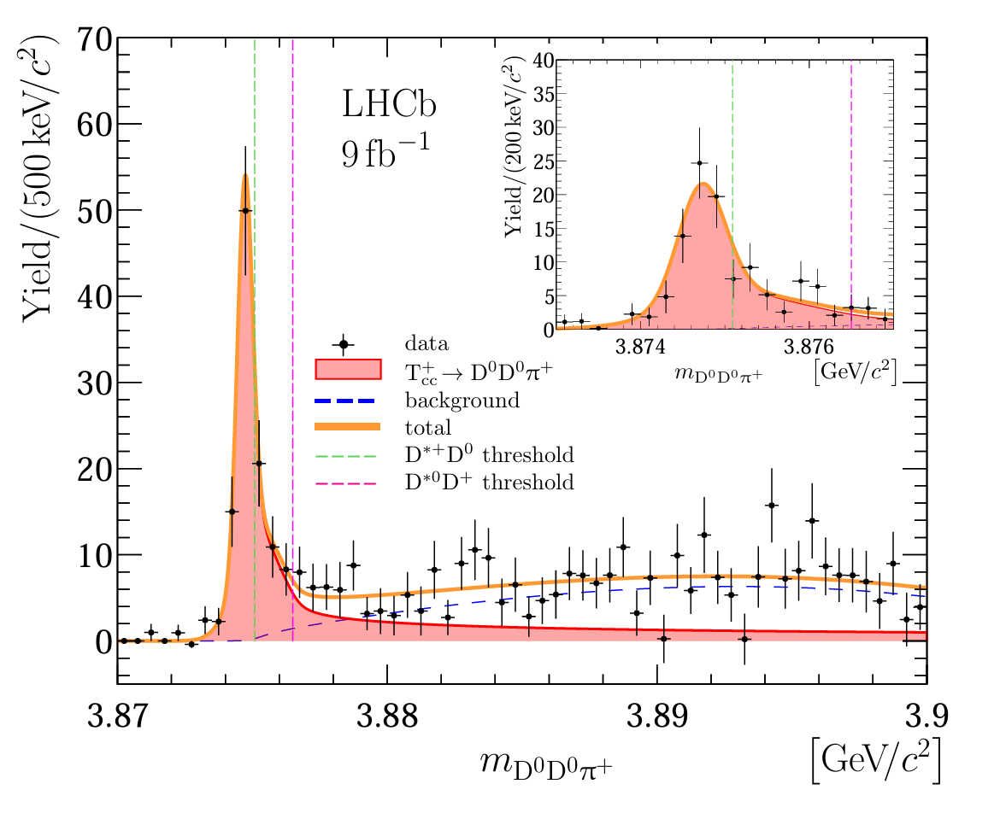 Yield/(500 keV/c²)
70
60
50
40
30
20
10
0
LHCb
9 fb⁻¹
Yield/(200 keV/c²)
40
35
30
25
20
15
10
5
0
3.874
3.876
m_D⁰D⁰π⁺ [GeV/c²]
data
T⁺cc → D⁰D⁰π⁺
background
total
D*⁺D⁰ threshold
D*⁰D⁺ threshold
3.87
3.88
3.89
3.9
m_D⁰D⁰π⁺ [GeV/c²]